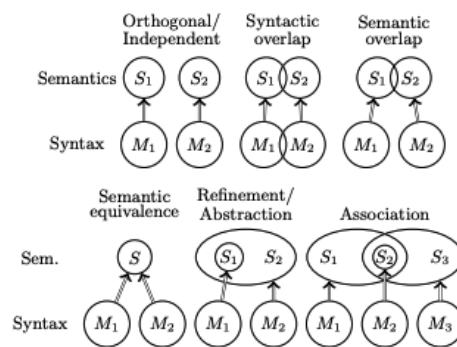 Orthogonal/ Syntactic Semantic
Independent overlap overlap
Semantics S1 S2 S1 S2 S1 S2
Syntax M1 M2 M1 M2 M1 M2
Semantic Refinement/
equivalence Abstraction Association
Sem. S S1 S2 S1 S2 S3
Syntax M1 M2 M1 M2 M1 M2 M3